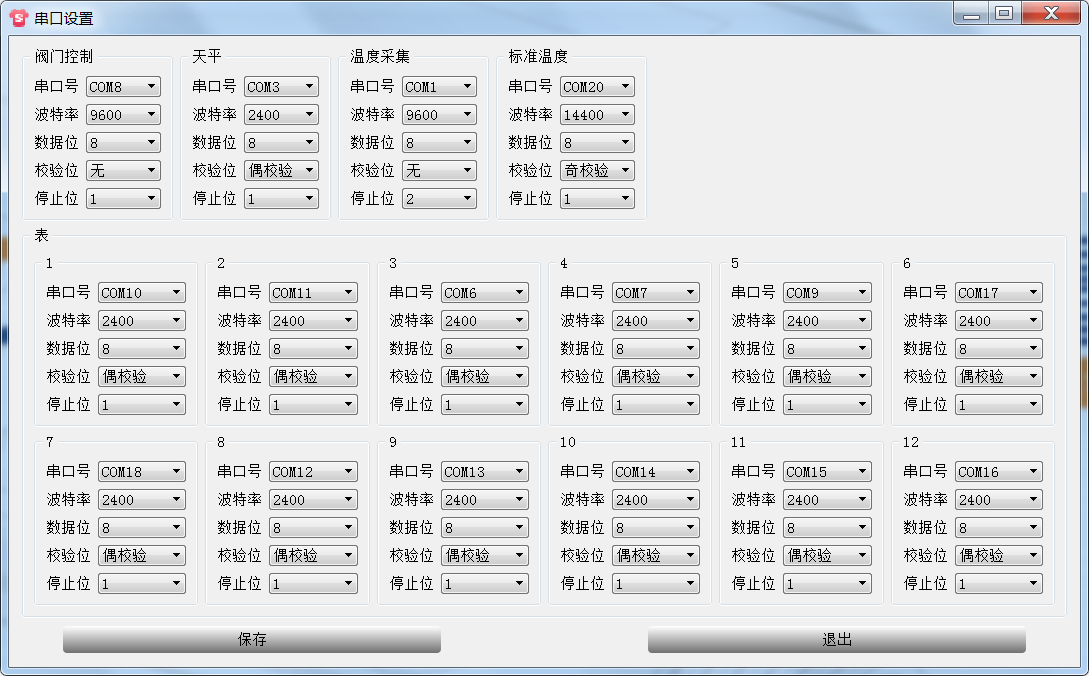 串口设置
阀门控制 天平 温度采集 标准温度
串口号 COM8 串口号 COM3 串口号 COM1 串口号 COM20
波特率 9600 波特率 2400 波特率 9600 波特率 14400
数据位 8 数据位 8 数据位 8 数据位 8
校验位 无 校验位 偶校验 校验位 无 校验位 奇校验
停止位 1 停止位 1 停止位 2 停止位 1
表
1 2 3 4 5 6
串口号 COM10 串口号 COM11 串口号 COM6 串口号 COM7 串口号 COM9 串口号 COM17
波特率 2400 波特率 2400 波特率 2400 波特率 2400 波特率 2400 波特率 2400
数据位 8 数据位 8 数据位 8 数据位 8 数据位 8 数据位 8
校验位 偶校验 校验位 偶校验 校验位 偶校验 校验位 偶校验 校验位 偶校验 校验位 偶校验
停止位 1 停止位 1 停止位 1 停止位 1 停止位 1 停止位 1
7 8 9 10 11 12
串口号 COM18 串口号 COM12 串口号 COM13 串口号 COM14 串口号 COM15 串口号 COM16
波特率 2400 波特率 2400 波特率 2400 波特率 2400 波特率 2400 波特率 2400
数据位 8 数据位 8 数据位 8 数据位 8 数据位 8 数据位 8
校验位 偶校验 校验位 偶校验 校验位 偶校验 校验位 偶校验 校验位 偶校验 校验位 偶校验
停止位 1 停止位 1 停止位 1 停止位 1 停止位 1 停止位 1
保存 退出